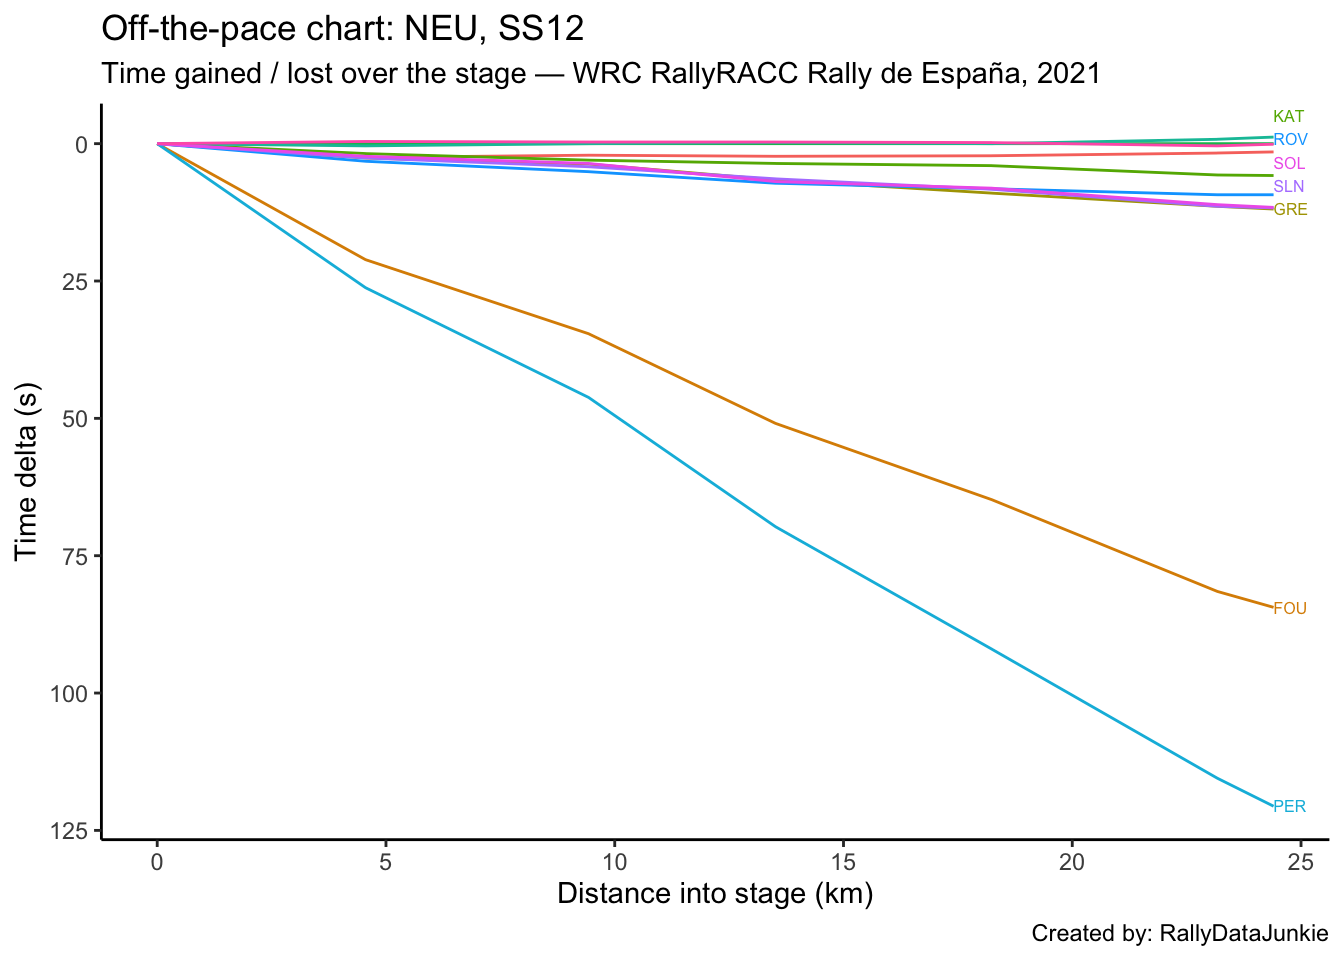 Off-the-pace chart: NEU, SS12
Time gained / lost over the stage — WRC RallyRACC Rally de España, 2021
KAT
ROV
SOL
SLN
GRE
FOU
PER
0
25
50
75
100
125
Time delta (s)
0 5 10 15 20 25
Distance into stage (km)
Created by: RallyDataJunkie